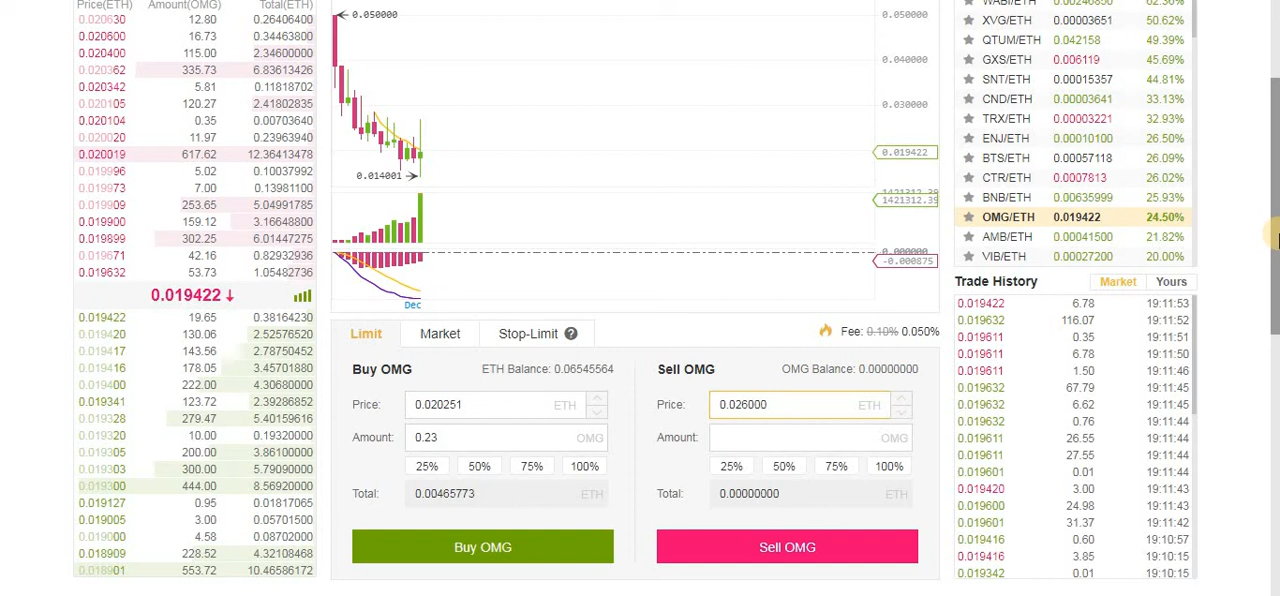 Price(ETH) Amount(OMG) Total(ETH)
0.020630 12.80 0.26406400
0.020600 16.73 0.34463800
0.020400 115.00 2.34600000
0.020362 335.73 6.83613426
0.020342 5.81 0.11818702
0.020105 120.27 2.41802835
0.020104 0.35 0.00703640
0.020020 11.97 0.23963940
0.020019 617.62 12.36413478
0.019996 5.02 0.10037992
0.019973 7.00 0.13981100
0.019909 253.65 5.04991785
0.019900 159.12 3.16648800
0.019899 302.25 6.01447275
0.019671 42.16 0.82932936
0.019632 53.73 1.05482736
0.019422 ↓
0.019422 19.65 0.38164230
0.019420 130.06 2.52576520
0.019417 143.56 2.78750452
0.019416 178.05 3.45701880
0.019400 222.00 4.30680000
0.019341 123.72 2.39286852
0.019328 279.47 5.40159616
0.019320 10.00 0.19320000
0.019305 200.00 3.86100000
0.019303 300.00 5.79090000
0.019300 444.00 8.56920000
0.019127 0.95 0.01817065
0.019005 3.00 0.05701500
0.019000 4.58 0.08702000
0.018909 228.52 4.32108468
0.018901 553.72 10.46586172
0.050000
0.050000
0.040000
0.030000
0.019422
0.014001
1421312.39
1421312.39
0.000000
-0.000875
Dec
Limit Market Stop-Limit ?
Fee: 0.10% 0.050%
Buy OMG ETH Balance: 0.06545564
Price: 0.020251 ETH
Amount: 0.23 OMG
25% 50% 75% 100%
Total: 0.00465773 ETH
Buy OMG
Sell OMG OMG Balance: 0.00000000
Price: 0.026000 ETH
Amount: OMG
25% 50% 75% 100%
Total: 0.00000000 ETH
Sell OMG
WABI/ETH 0.00246850 62.36%
XVG/ETH 0.00003651 50.62%
QTUM/ETH 0.042158 49.39%
GXS/ETH 0.006119 45.69%
SNT/ETH 0.00015357 44.81%
CND/ETH 0.00003641 33.13%
TRX/ETH 0.00003221 32.93%
ENJ/ETH 0.00010100 26.50%
BTS/ETH 0.00057118 26.09%
CTR/ETH 0.0007813 26.02%
BNB/ETH 0.00635999 25.93%
OMG/ETH 0.019422 24.50%
AMB/ETH 0.00041500 21.82%
VIB/ETH 0.00027200 20.00%
Trade History Market Yours
0.019422 6.78 19:11:53
0.019632 116.07 19:11:52
0.019611 0.35 19:11:51
0.019611 6.78 19:11:50
0.019611 1.50 19:11:46
0.019632 67.79 19:11:45
0.019632 6.62 19:11:45
0.019632 0.76 19:11:44
0.019611 26.55 19:11:44
0.019611 27.55 19:11:44
0.019601 0.01 19:11:44
0.019420 3.00 19:11:43
0.019600 24.98 19:11:43
0.019601 31.37 19:11:42
0.019416 0.60 19:10:57
0.019416 3.85 19:10:15
0.019342 0.01 19:10:15